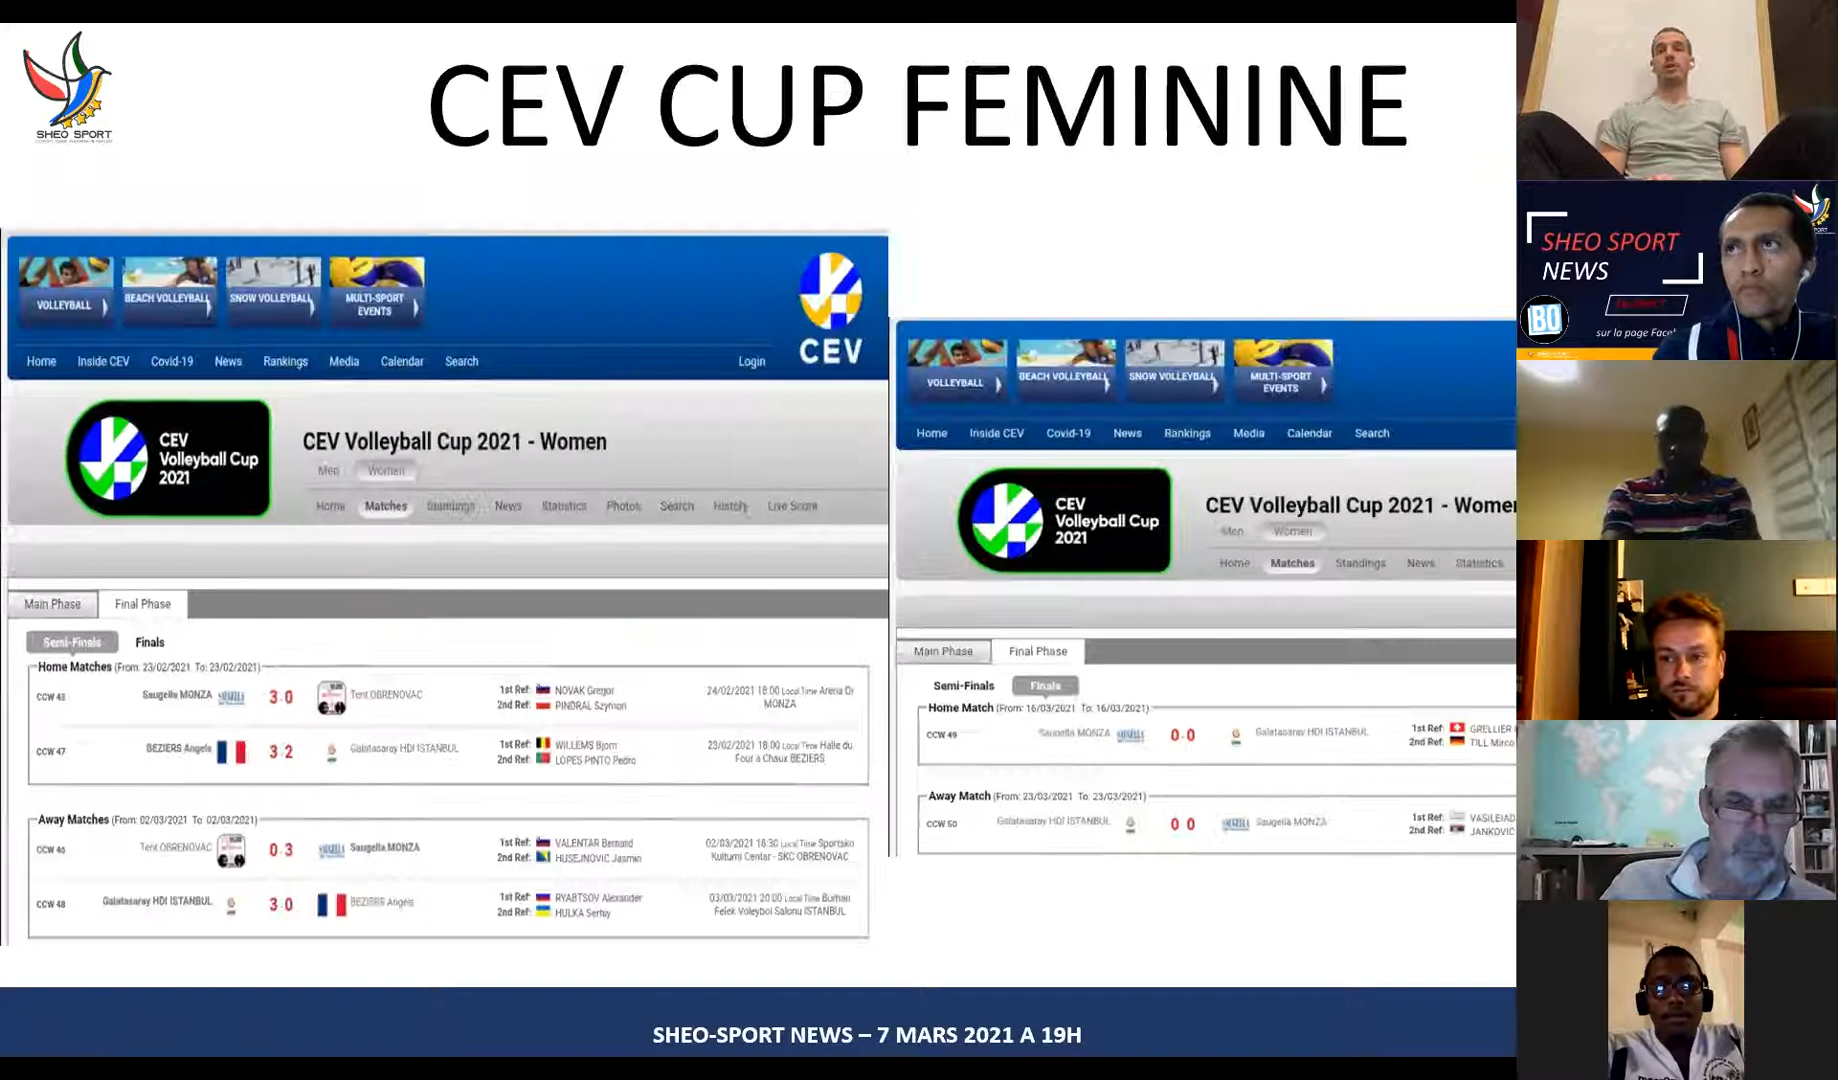 SHEO SPORT
CEV CUP FEMININE
VOLLEYBALL
BEACH VOLLEYBALL
SNOW VOLLEYBALL
MULTI-SPORT EVENTS
CEV
Home Inside CEV Covid-19 News Rankings Media Calendar Search Login
CEV
Volleyball Cup
2021
CEV Volleyball Cup 2021 - Women
Men Women
Home Matches Standings News Statistics Photos Search History Live Score
Main Phase Final Phase
Semi-Finals Finals
Home Matches (From: 23/02/2021 To: 23/02/2021)
CCW 45 Saugella MONZA 3 0 Tent OBRENOVAC 1st Ref: NOVAK Gregor 24/02/2021 18:00 Local Time Arena Di
2nd Ref: PINDRAL Szymon MONZA
CCW 47 BEZIERS Angels 3 2 Galatasaray HDI ISTANBUL 1st Ref: WILLEMS Bjorn 23/02/2021 18:00 Local Time Halle du
2nd Ref: LOPES PINTO Pedro Four à Chaux BEZIERS
Away Matches (From: 02/03/2021 To: 02/03/2021)
CCW 46 Tent OBRENOVAC 0 3 Saugella MONZA 1st Ref: VALENTAR Bernard 02/03/2021 18:30 Local Time Sportsko
2nd Ref: HUSEJNOVIC Jasmin Kulturni Centar - SKC OBRENOVAC
CCW 48 Galatasaray HDI ISTANBUL 3 0 BEZIERS Angels 1st Ref: RYABTSOV Alexander 03/03/2021 20:00 Local Time Burhan
2nd Ref: HULKA Serhiy Felek Voleybol Salonu ISTANBUL
VOLLEYBALL
BEACH VOLLEYBALL
SNOW VOLLEYBALL
MULTI-SPORT EVENTS
Home Inside CEV Covid-19 News Rankings Media Calendar Search
CEV
Volleyball Cup
2021
CEV Volleyball Cup 2021 - Women
Men Women
Home Matches Standings News Statistics
Main Phase Final Phase
Semi-Finals Finals
Home Match (From: 16/03/2021 To: 16/03/2021)
CCW 49 Saugella MONZA 0 0 Galatasaray HDI ISTANBUL 1st Ref: GRELLIER
2nd Ref: TILL Mirco
Away Match (From: 23/03/2021 To: 23/03/2021)
CCW 50 Galatasaray HDI ISTANBUL 0 0 Saugella MONZA 1st Ref: VASILEIAD
2nd Ref: JANKOVIC
SHEO-SPORT NEWS – 7 MARS 2021 A 19H
SHEO SPORT
NEWS
BO
sur la page